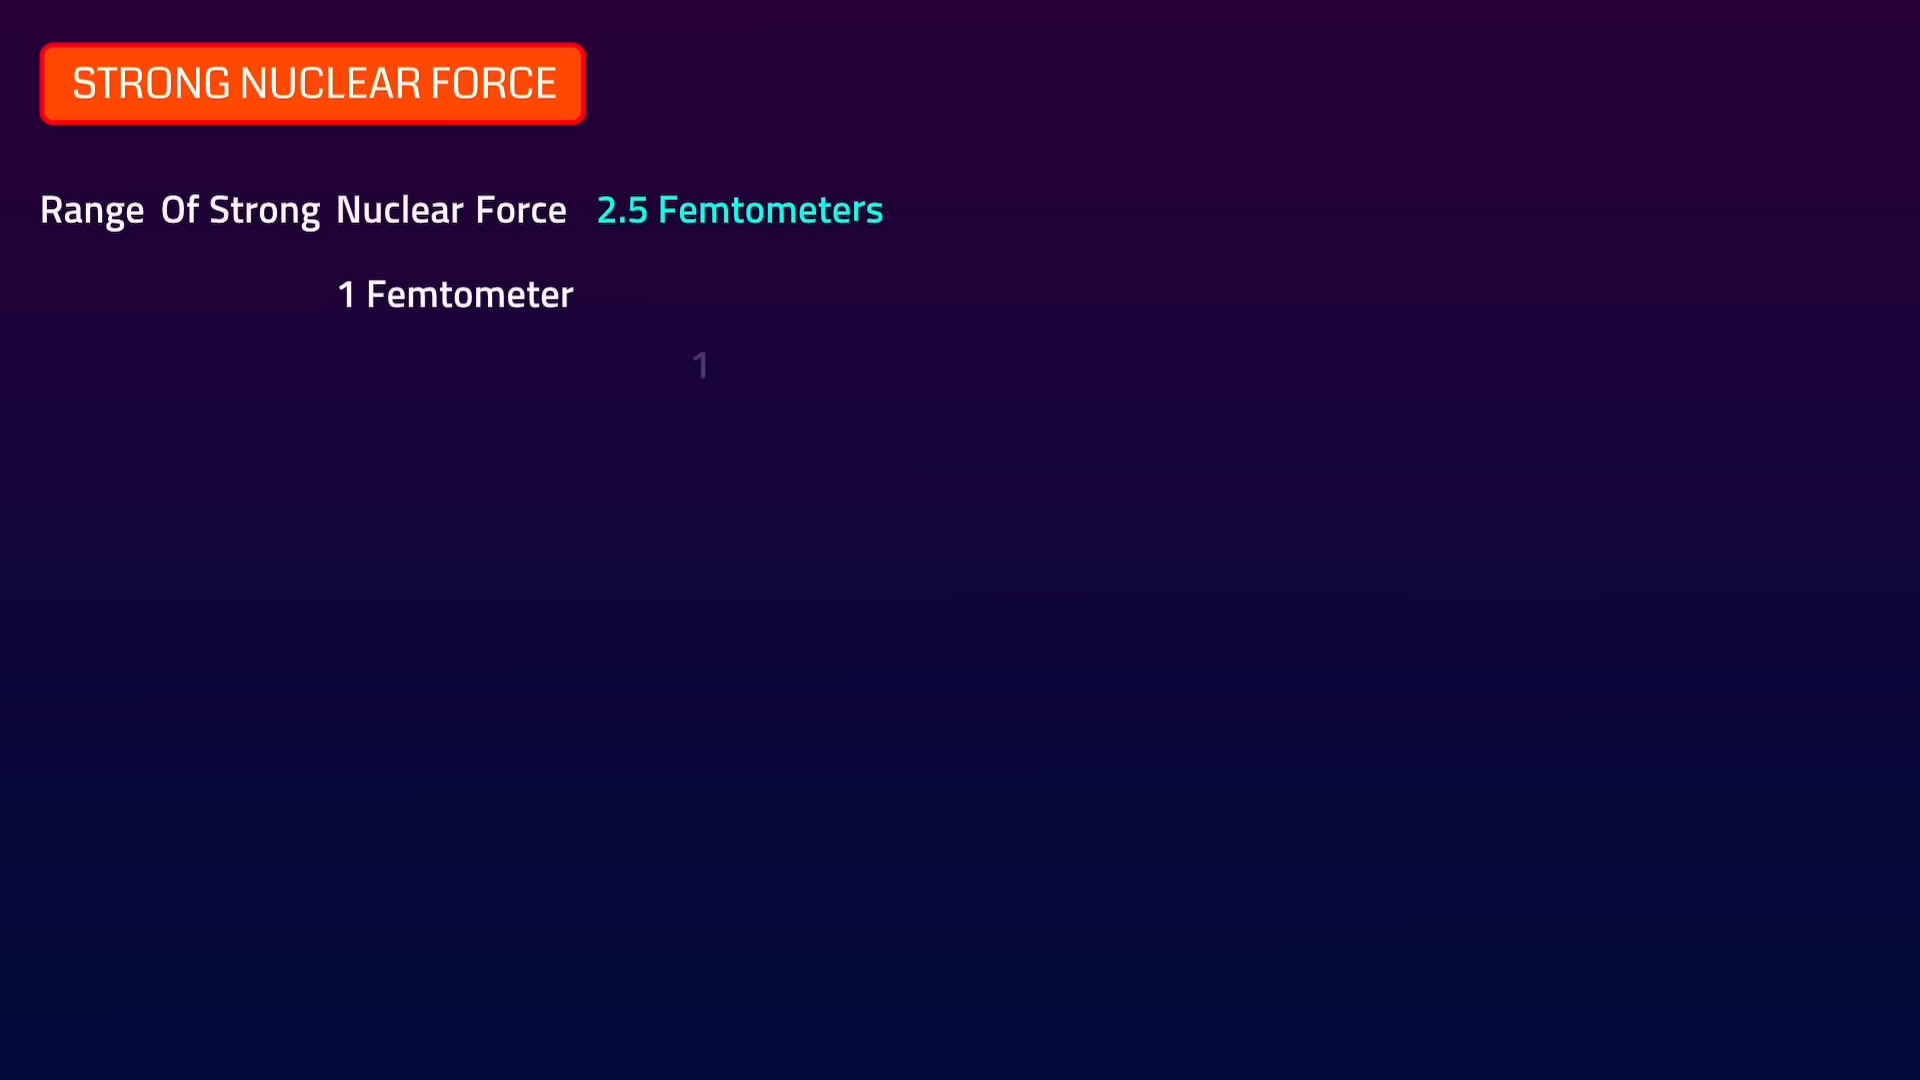 STRONG NUCLEAR FORCE
Range Of Strong Nuclear Force 2.5 Femtometers
1 Femtometer
1